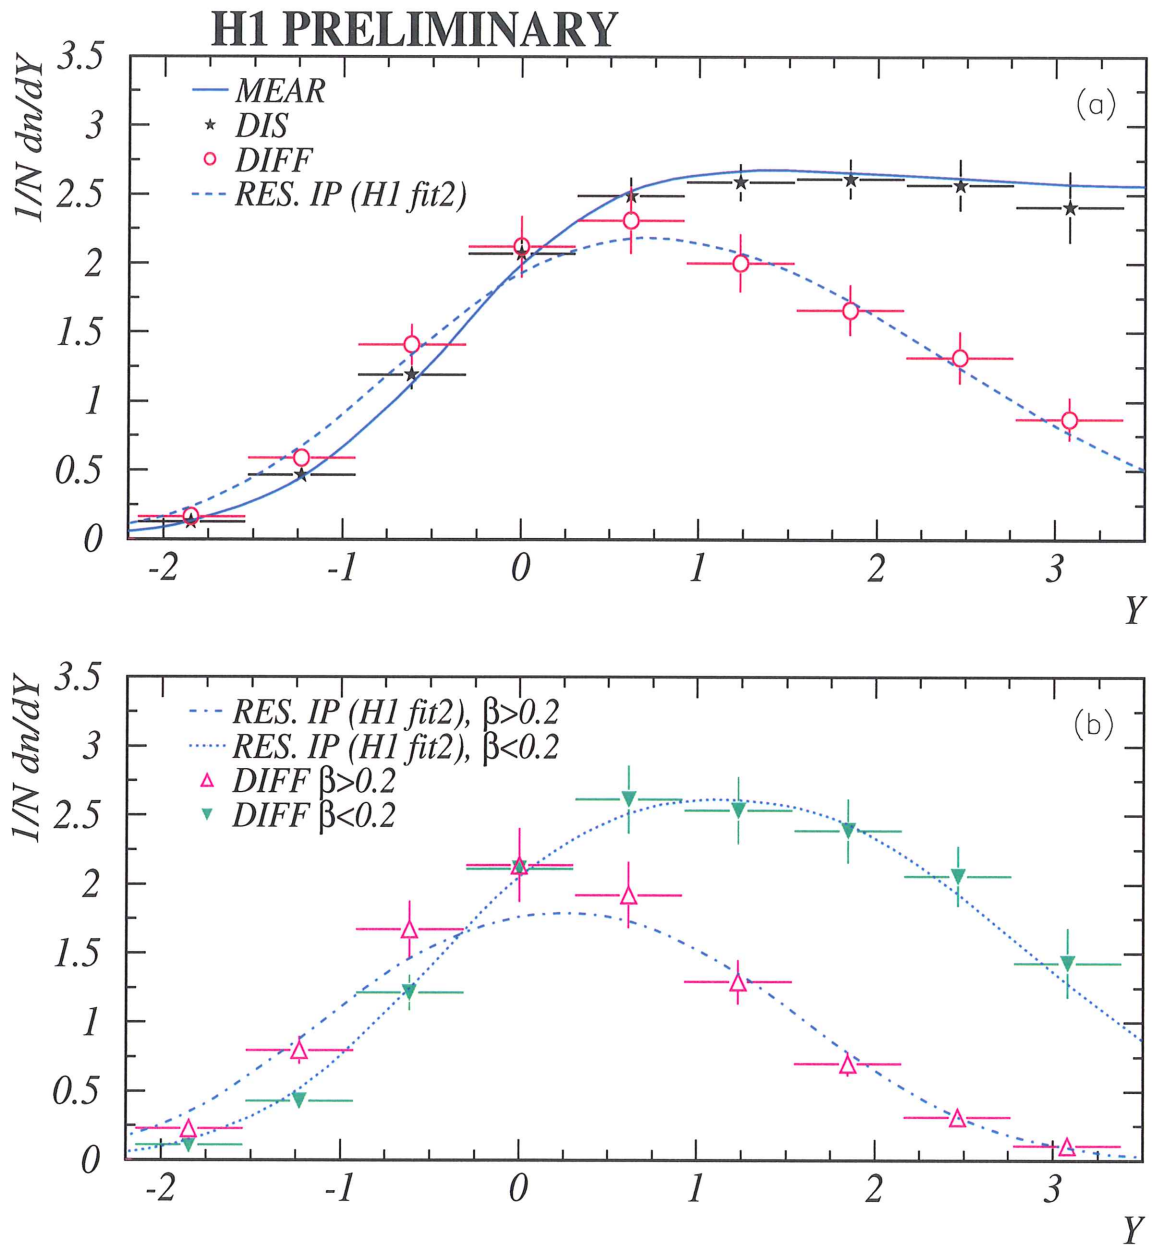 H1 PRELIMINARY
1/N dn/dY
3.5
3
2.5
2
1.5
1
0.5
0
MEAR
DIS
DIFF
RES. IP (H1 fit2)
(a)
-2 -1 0 1 2 3
Y
1/N dn/dY
3.5
3
2.5
2
1.5
1
0.5
0
RES. IP (H1 fit2), β>0.2
RES. IP (H1 fit2), β<0.2
DIFF β>0.2
DIFF β<0.2
(b)
-2 -1 0 1 2 3
Y